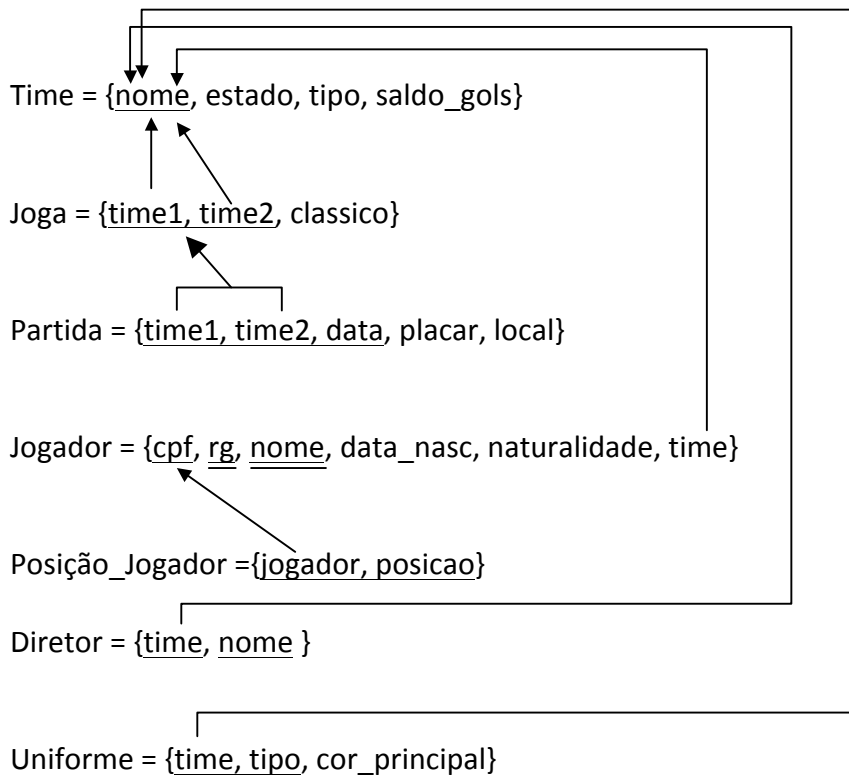 Time = {nome, estado, tipo, saldo_gols}
Joga = {time1, time2, classico}
Partida = {time1, time2, data, placar, local}
Jogador = {cpf, rg, nome, data_nasc, naturalidade, time}
Posição_Jogador ={jogador, posicao}
Diretor = {time, nome }
Uniforme = {time, tipo, cor_principal}